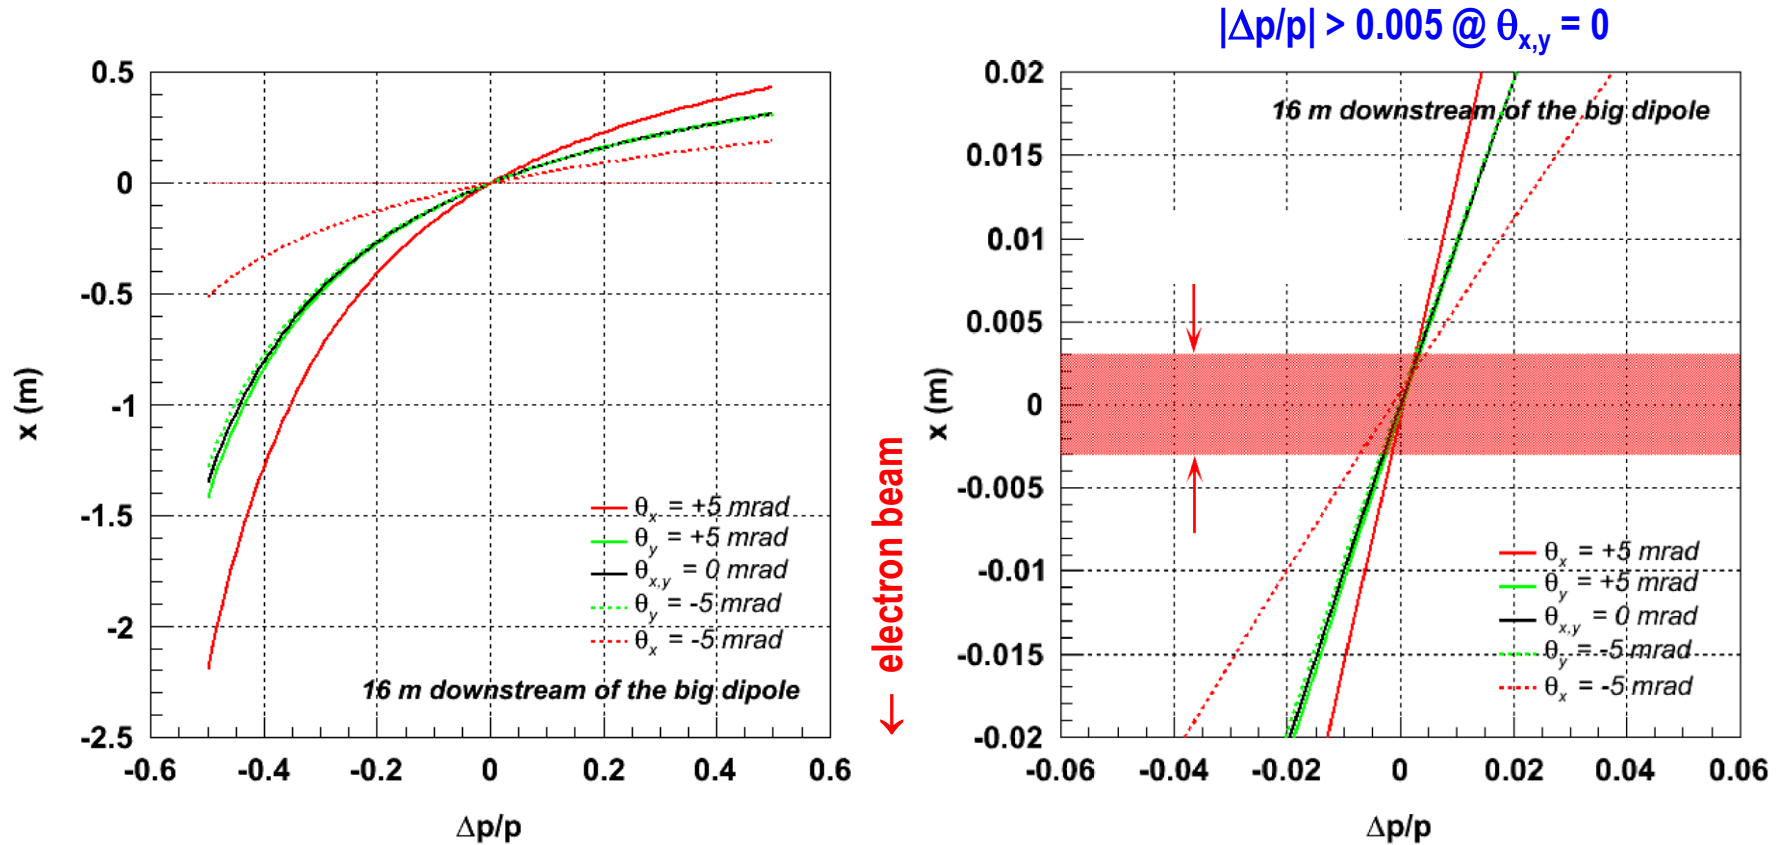 |Δp/p| > 0.005 @ θx,y = 0
0.5
0
-0.5
-1
-1.5
-2
-2.5
x (m)
-0.6 -0.4 -0.2 0 0.2 0.4 0.6
Δp/p
θx = +5 mrad
θy = +5 mrad
θx,y = 0 mrad
θy = -5 mrad
θx = -5 mrad
16 m downstream of the big dipole
← electron beam
0.02
0.015
0.01
0.005
0
-0.005
-0.01
-0.015
-0.02
x (m)
16 m downstream of the big dipole
θx = +5 mrad
θy = +5 mrad
θx,y = 0 mrad
θy = -5 mrad
θx = -5 mrad
-0.06 -0.04 -0.02 0 0.02 0.04 0.06
Δp/p